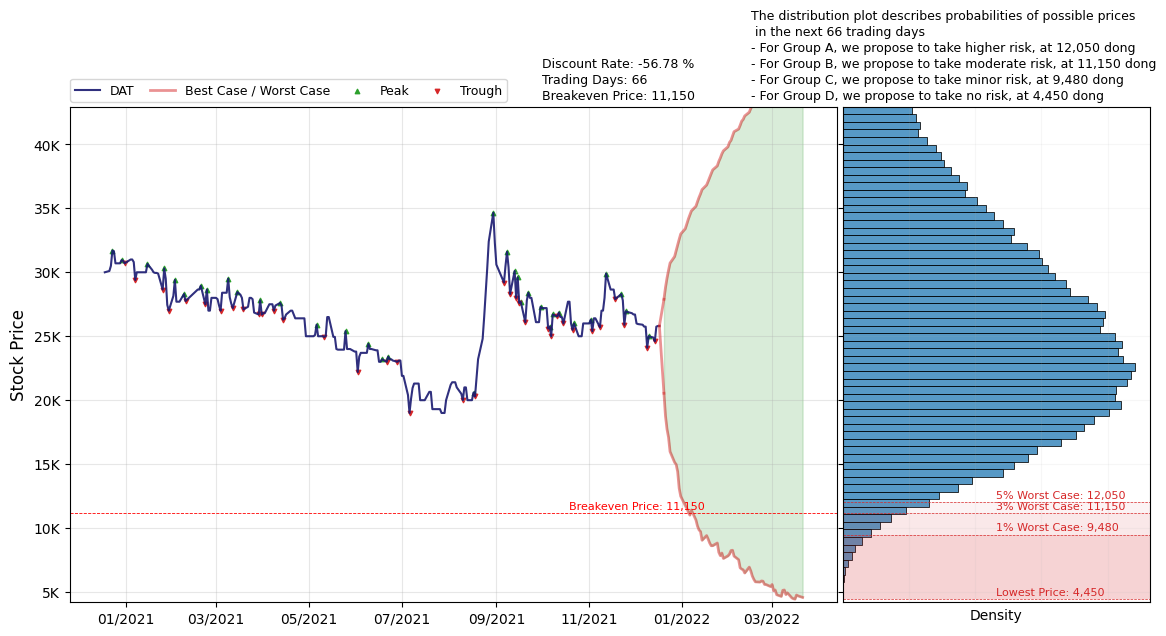 The distribution plot describes probabilities of possible prices
in the next 66 trading days
- For Group A, we propose to take higher risk, at 12,050 dong
- For Group B, we propose to take moderate risk, at 11,150 dong
- For Group C, we propose to take minor risk, at 9,480 dong
- For Group D, we propose to take no risk, at 4,450 dong
Discount Rate: -56.78 %
Trading Days: 66
Breakeven Price: 11,150
DAT
Best Case / Worst Case
Peak
Trough
Stock Price
40K
35K
30K
25K
20K
15K
10K
5K
Breakeven Price: 11,150
01/2021
03/2021
05/2021
07/2021
09/2021
11/2021
01/2022
03/2022
5% Worst Case: 12,050
3% Worst Case: 11,150
1% Worst Case: 9,480
Lowest Price: 4,450
Density